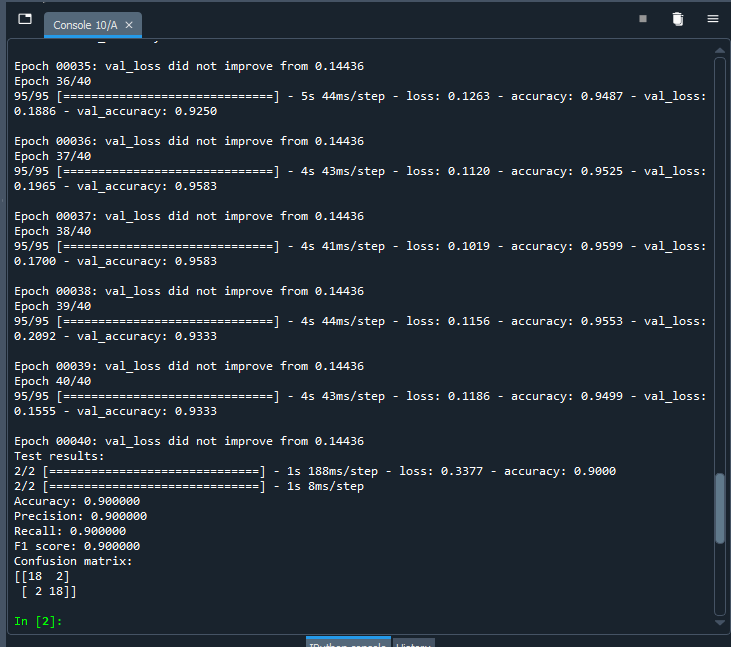 Console 10/A
Epoch 00035: val_loss did not improve from 0.14436
Epoch 36/40
95/95 [==============================] - 5s 44ms/step - loss: 0.1263 - accuracy: 0.9487 - val_loss:
0.1886 - val_accuracy: 0.9250
Epoch 00036: val_loss did not improve from 0.14436
Epoch 37/40
95/95 [==============================] - 4s 43ms/step - loss: 0.1120 - accuracy: 0.9525 - val_loss:
0.1965 - val_accuracy: 0.9583
Epoch 00037: val_loss did not improve from 0.14436
Epoch 38/40
95/95 [==============================] - 4s 41ms/step - loss: 0.1019 - accuracy: 0.9599 - val_loss:
0.1700 - val_accuracy: 0.9583
Epoch 00038: val_loss did not improve from 0.14436
Epoch 39/40
95/95 [==============================] - 4s 44ms/step - loss: 0.1156 - accuracy: 0.9553 - val_loss:
0.2092 - val_accuracy: 0.9333
Epoch 00039: val_loss did not improve from 0.14436
Epoch 40/40
95/95 [==============================] - 4s 43ms/step - loss: 0.1186 - accuracy: 0.9499 - val_loss:
0.1555 - val_accuracy: 0.9333
Epoch 00040: val_loss did not improve from 0.14436
Test results:
2/2 [==============================] - 1s 188ms/step - loss: 0.3377 - accuracy: 0.9000
2/2 [==============================] - 1s 8ms/step
Accuracy: 0.900000
Precision: 0.900000
Recall: 0.900000
F1 score: 0.900000
Confusion matrix:
[[18  2]
 [ 2 18]]
In [2]:
IPython console History